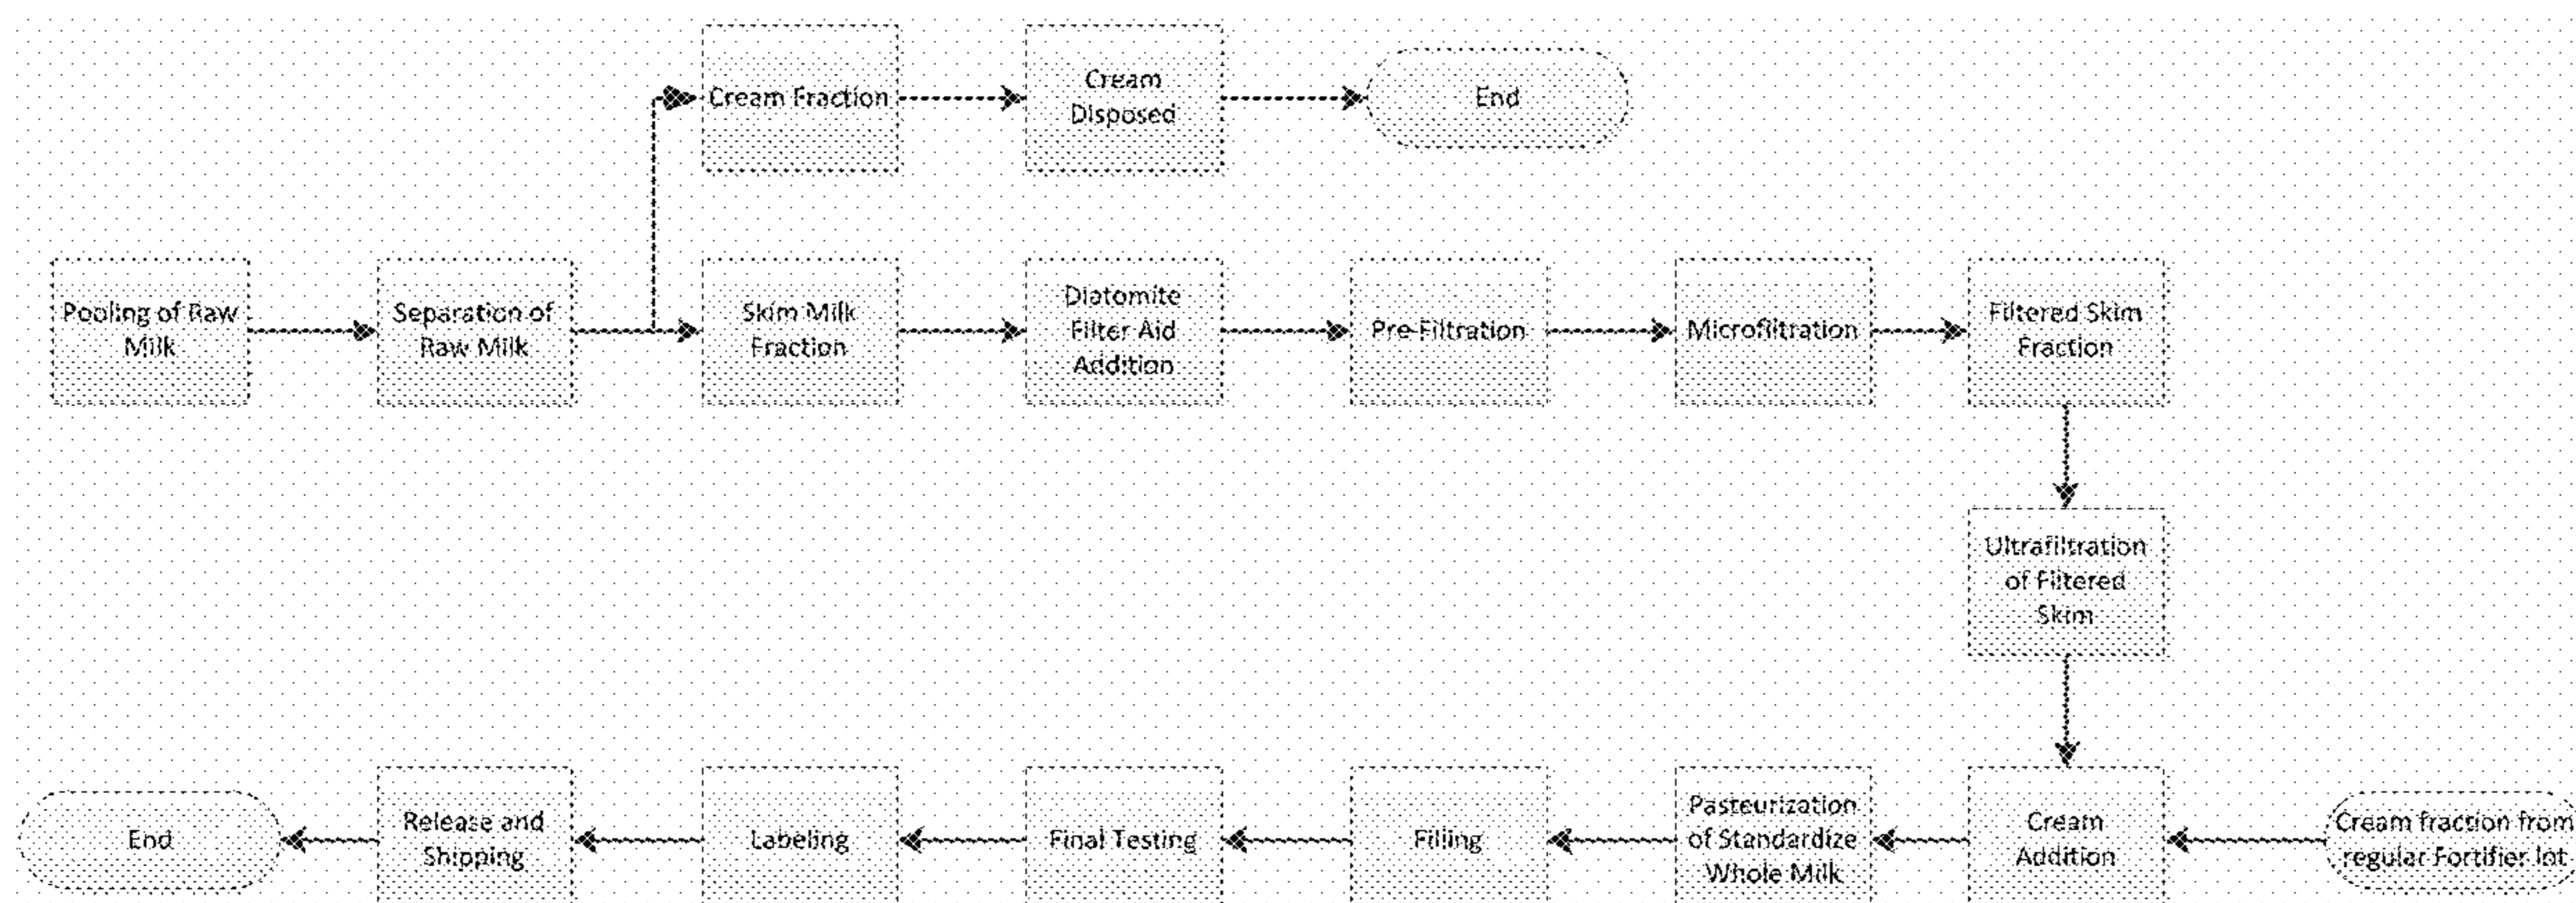 Cream Fraction
Cream
Disposed
End
Pooling of Raw
Milk
Separation of
Raw Milk
Skim Milk
Fraction
Diatomite
Filter Aid
Addition
Pre-Filtration
Microfiltration
Filtered Skim
Fraction
Ultrafiltration
of Filtered
Skim
End
Release and
Shipping
Labeling
Final Testing
Filling
Pasteurization
of Standardize
Whole Milk
Cream
Addition
Cream fraction from
regular Fortifier lot